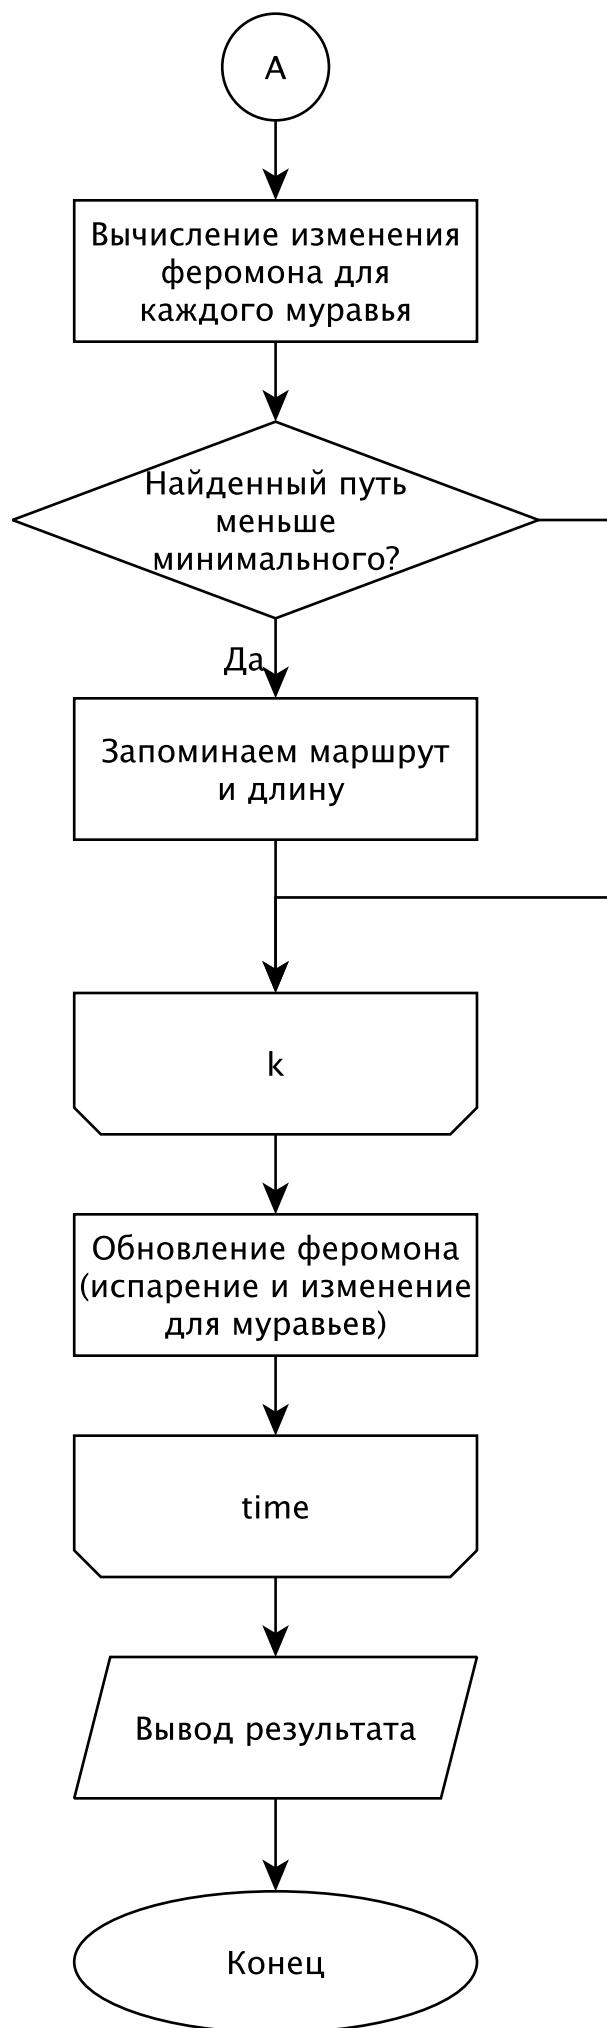 А
Вычисление изменения
феромона для
каждого муравья
Найденный путь
меньше
минимального?
Да
Запоминаем маршрут
и длину
k
Обновление феромона
(испарение и изменение
для муравьев)
time
Вывод результата
Конец